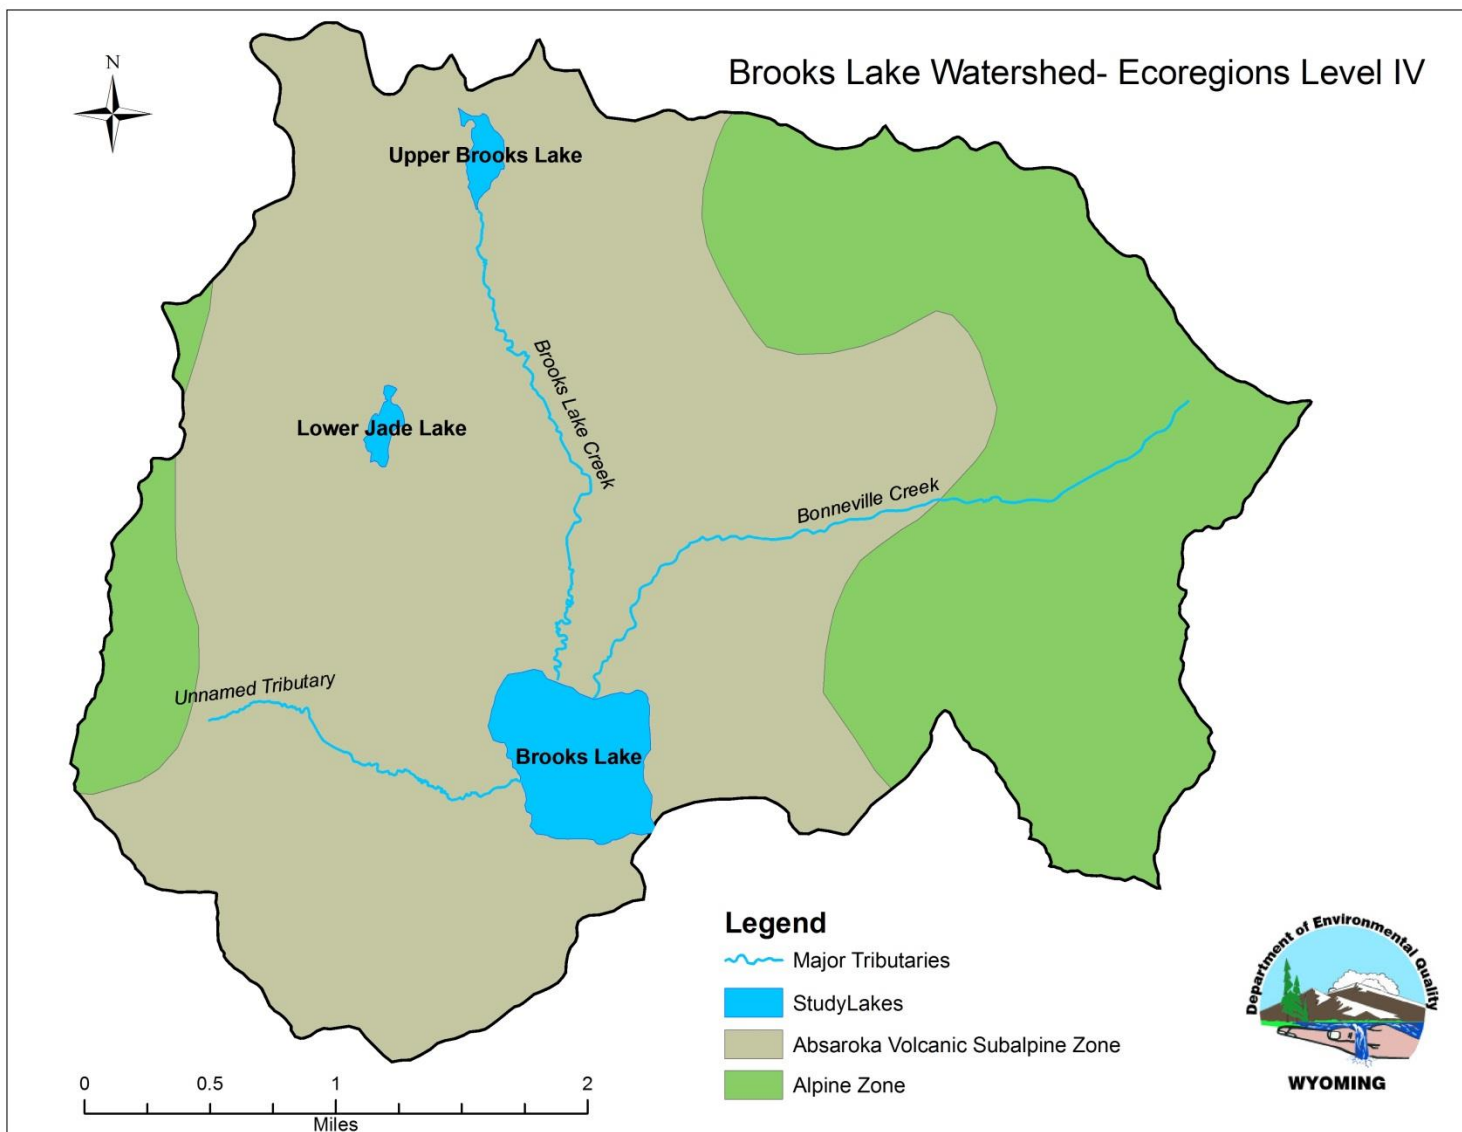 N
Brooks Lake Watershed- Ecoregions Level IV
Upper Brooks Lake
Brooks Lake Creek
Lower Jade Lake
Bonneville Creek
Unnamed Tributary
Brooks Lake
Legend
Major Tributaries
StudyLakes
Absaroka Volcanic Subalpine Zone
Alpine Zone
0 0.5 1 2
Miles
Department of Environmental Quality
WYOMING